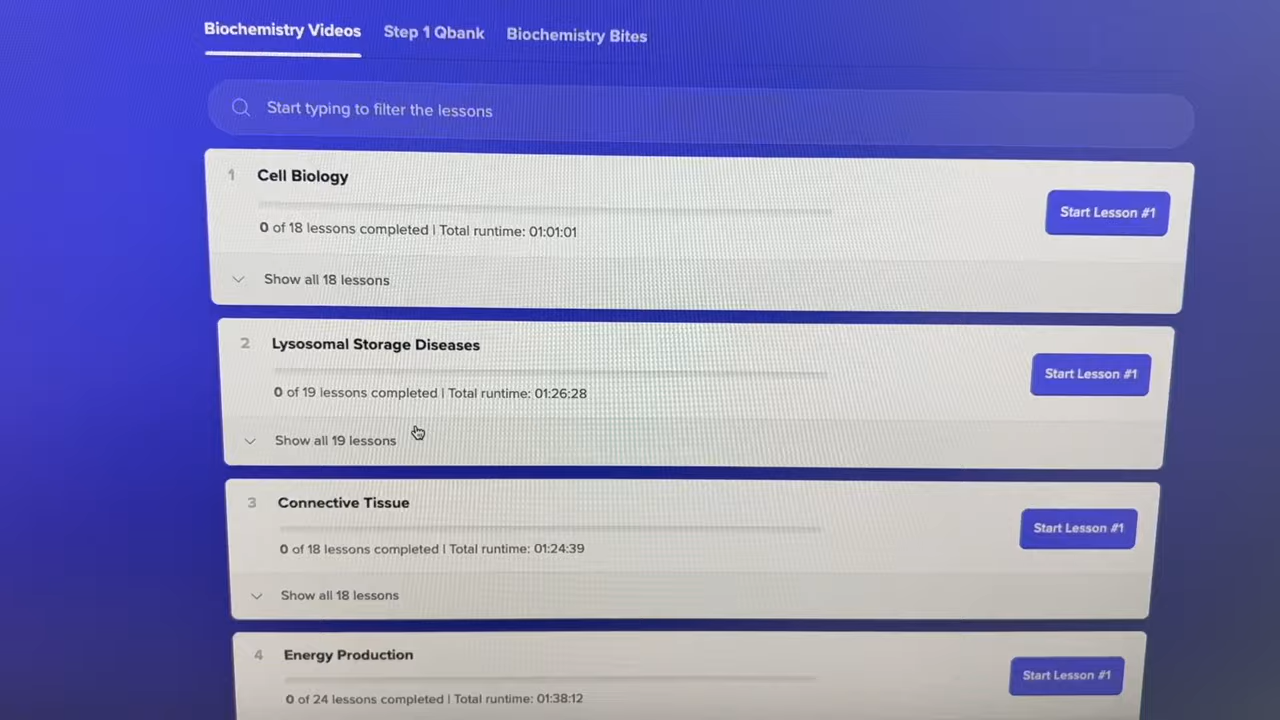 Biochemistry Videos Step 1 Qbank Biochemistry Bites
Start typing to filter the lessons
1 Cell Biology
Start Lesson #1
0 of 18 lessons completed | Total runtime: 01:01:01
Show all 18 lessons
2 Lysosomal Storage Diseases
Start Lesson #1
0 of 19 lessons completed | Total runtime: 01:26:28
Show all 19 lessons
3 Connective Tissue
Start Lesson #1
0 of 18 lessons completed | Total runtime: 01:24:39
Show all 18 lessons
4 Energy Production
Start Lesson #1
0 of 24 lessons completed | Total runtime: 01:38:12